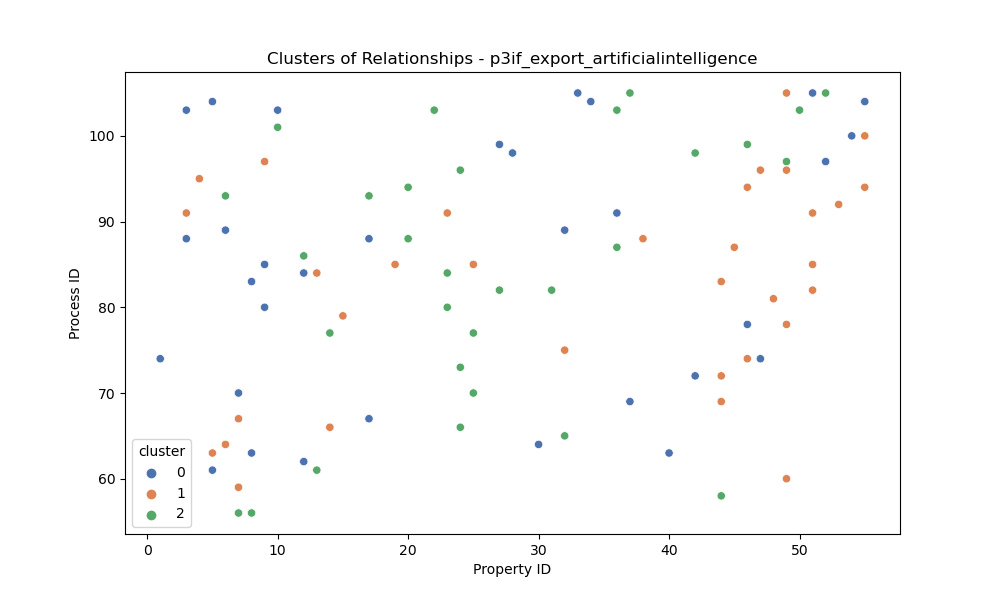 Clusters of Relationships - p3if_export_artificialintelligence
100
90
80
70
60
Process ID
cluster
0
1
2
0 10 20 30 40 50
Property ID